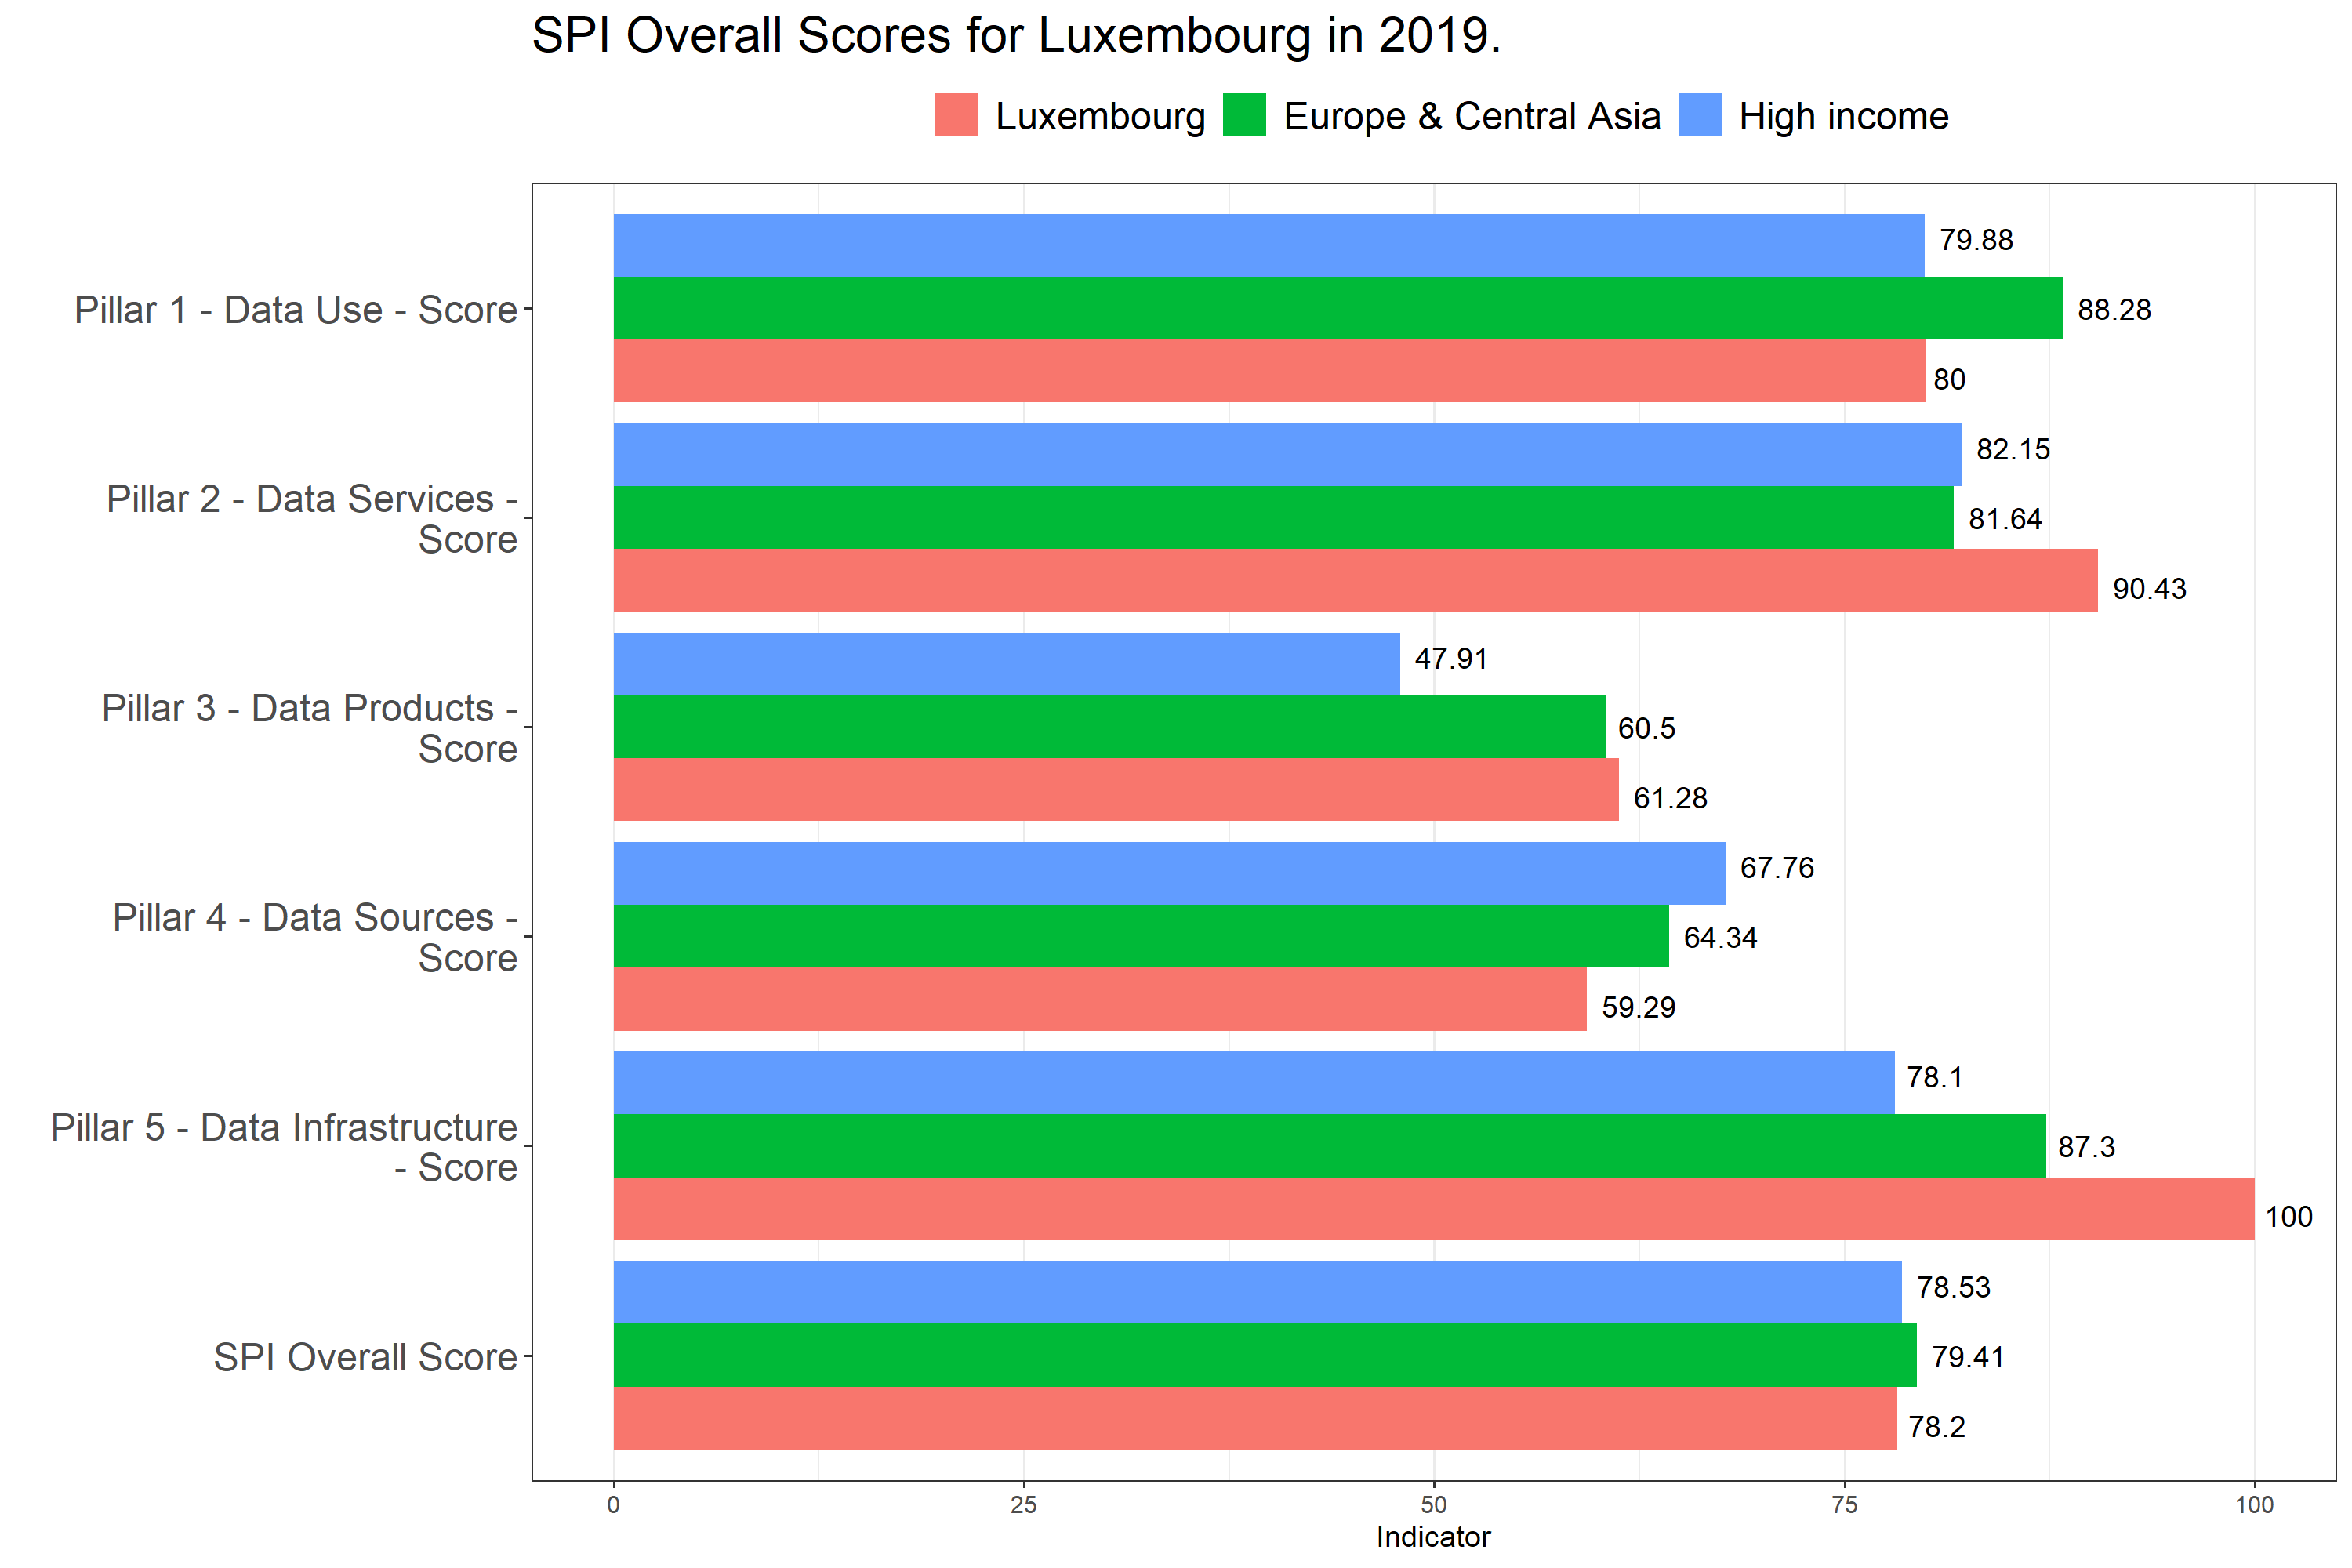 SPI Overall Scores for Luxembourg in 2019.
Luxembourg Europe & Central Asia High income
Pillar 1 - Data Use - Score
79.88
88.28
80
Pillar 2 - Data Services -
Score
82.15
81.64
90.43
Pillar 3 - Data Products -
Score
47.91
60.5
61.28
Pillar 4 - Data Sources -
Score
67.76
64.34
59.29
Pillar 5 - Data Infrastructure
- Score
78.1
87.3
100
SPI Overall Score
78.53
79.41
78.2
0 25 50 75 100
Indicator